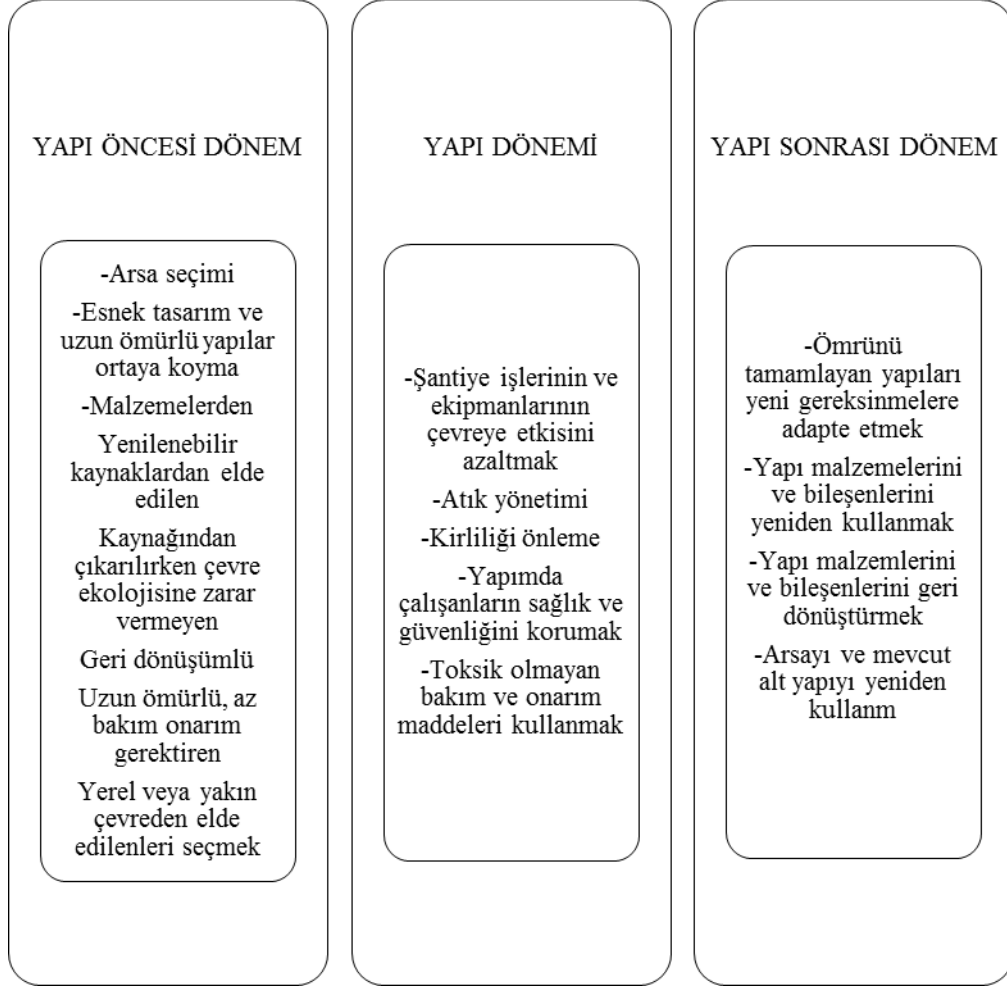 YAPI ÖNCESİ DÖNEM
-Arsa seçimi
-Esnek tasarım ve
uzun ömürlü yapılar
ortaya koyma
-Malzemelerden
Yenilenebilir
kaynaklardan elde
edilen
Kaynağından
çıkarılırken çevre
ekolojisine zarar
vermeyen
Geri dönüşümlü
Uzun ömürlü, az
bakım onarım
gerektiren
Yerel veya yakın
çevreden elde
edilenleri seçmek
YAPI DÖNEMİ
-Şantiye işlerinin ve
ekipmanlarının
çevreye etkisini
azaltmak
-Atık yönetimi
-Kirliliği önleme
-Yapımda
çalışanların sağlık ve
güvenliğini korumak
-Toksik olmayan
bakım ve onarım
maddeleri kullanmak
YAPI SONRASI DÖNEM
-Ömrünü
tamamlayan yapıları
yeni gereksinmelere
adapte etmek
-Yapı malzemelerini
ve bileşenlerini
yeniden kullanmak
-Yapı malzemlerini
ve bileşenlerini geri
dönüştürmek
-Arsayı ve mevcut
alt yapıyı yeniden
kullanm